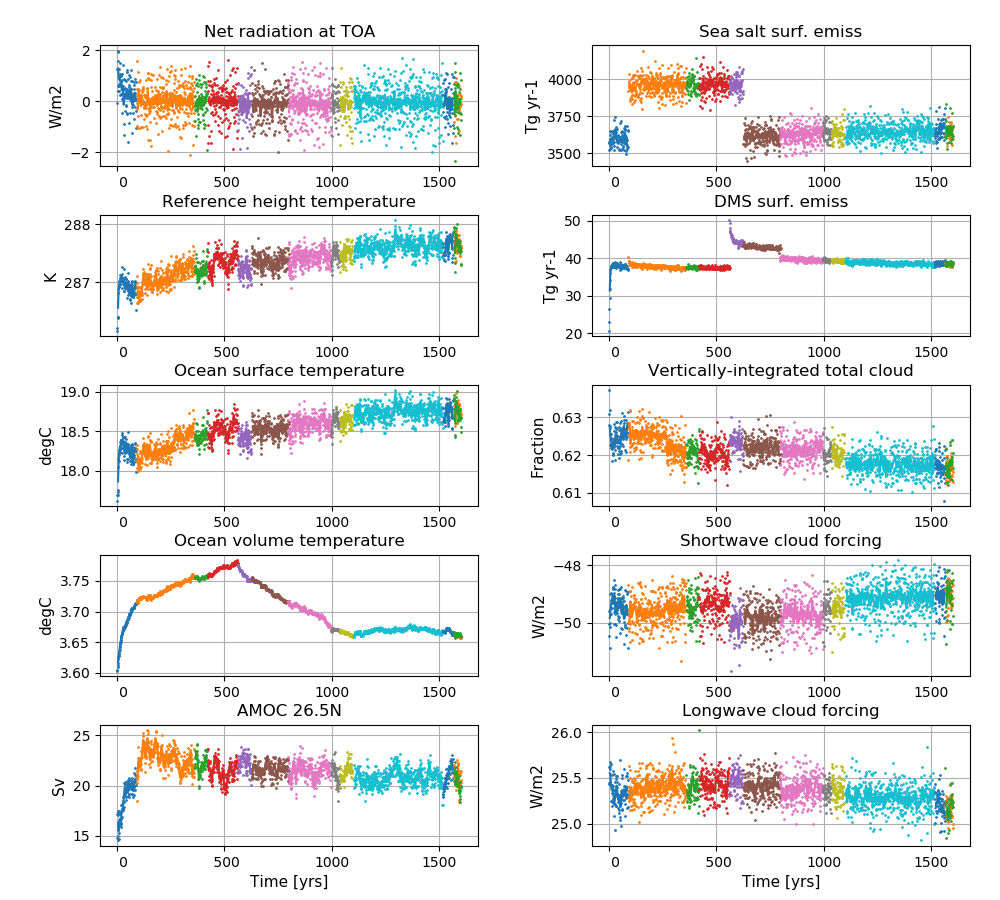 Net radiation at TOA
W/m2
2
0
−2
0 500 1000 1500
Sea salt surf. emiss
Tg yr-1
4000
3750
3500
0 500 1000 1500
Reference height temperature
K
288
287
0 500 1000 1500
DMS surf. emiss
Tg yr-1
50
40
30
20
0 500 1000 1500
Ocean surface temperature
degC
19.0
18.5
18.0
0 500 1000 1500
Vertically-integrated total cloud
Fraction
0.63
0.62
0.61
0 500 1000 1500
Ocean volume temperature
degC
3.75
3.70
3.65
3.60
0 500 1000 1500
Shortwave cloud forcing
W/m2
−48
−50
0 500 1000 1500
AMOC 26.5N
Sv
25
20
15
0 500 1000 1500
Time [yrs]
Longwave cloud forcing
W/m2
26.0
25.5
25.0
0 500 1000 1500
Time [yrs]